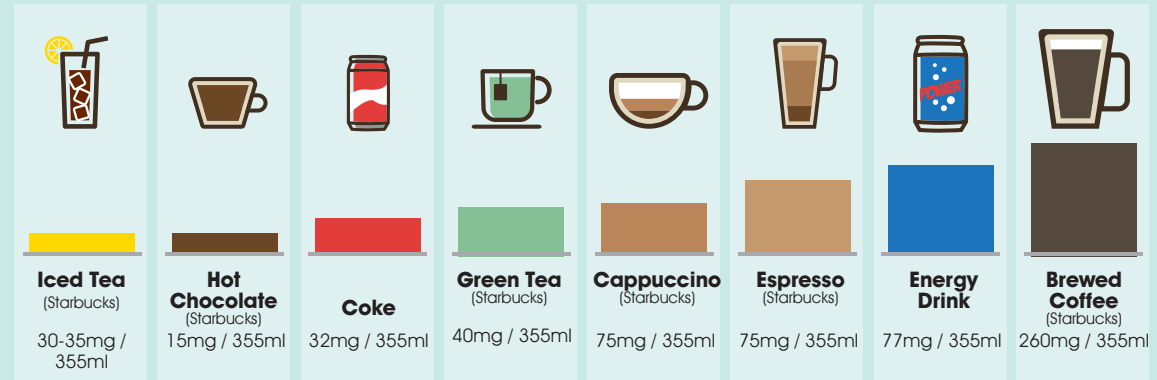 POWER
Iced Tea
(Starbucks)
30-35mg /
355ml
Hot
Chocolate
(Starbucks)
15mg / 355ml
Coke
32mg / 355ml
Green Tea
(Starbucks)
40mg / 355ml
Cappuccino
(Starbucks)
75mg / 355ml
Espresso
(Starbucks)
75mg / 355ml
Energy
Drink
77mg / 355ml
Brewed
Coffee
(Starbucks)
260mg / 355ml